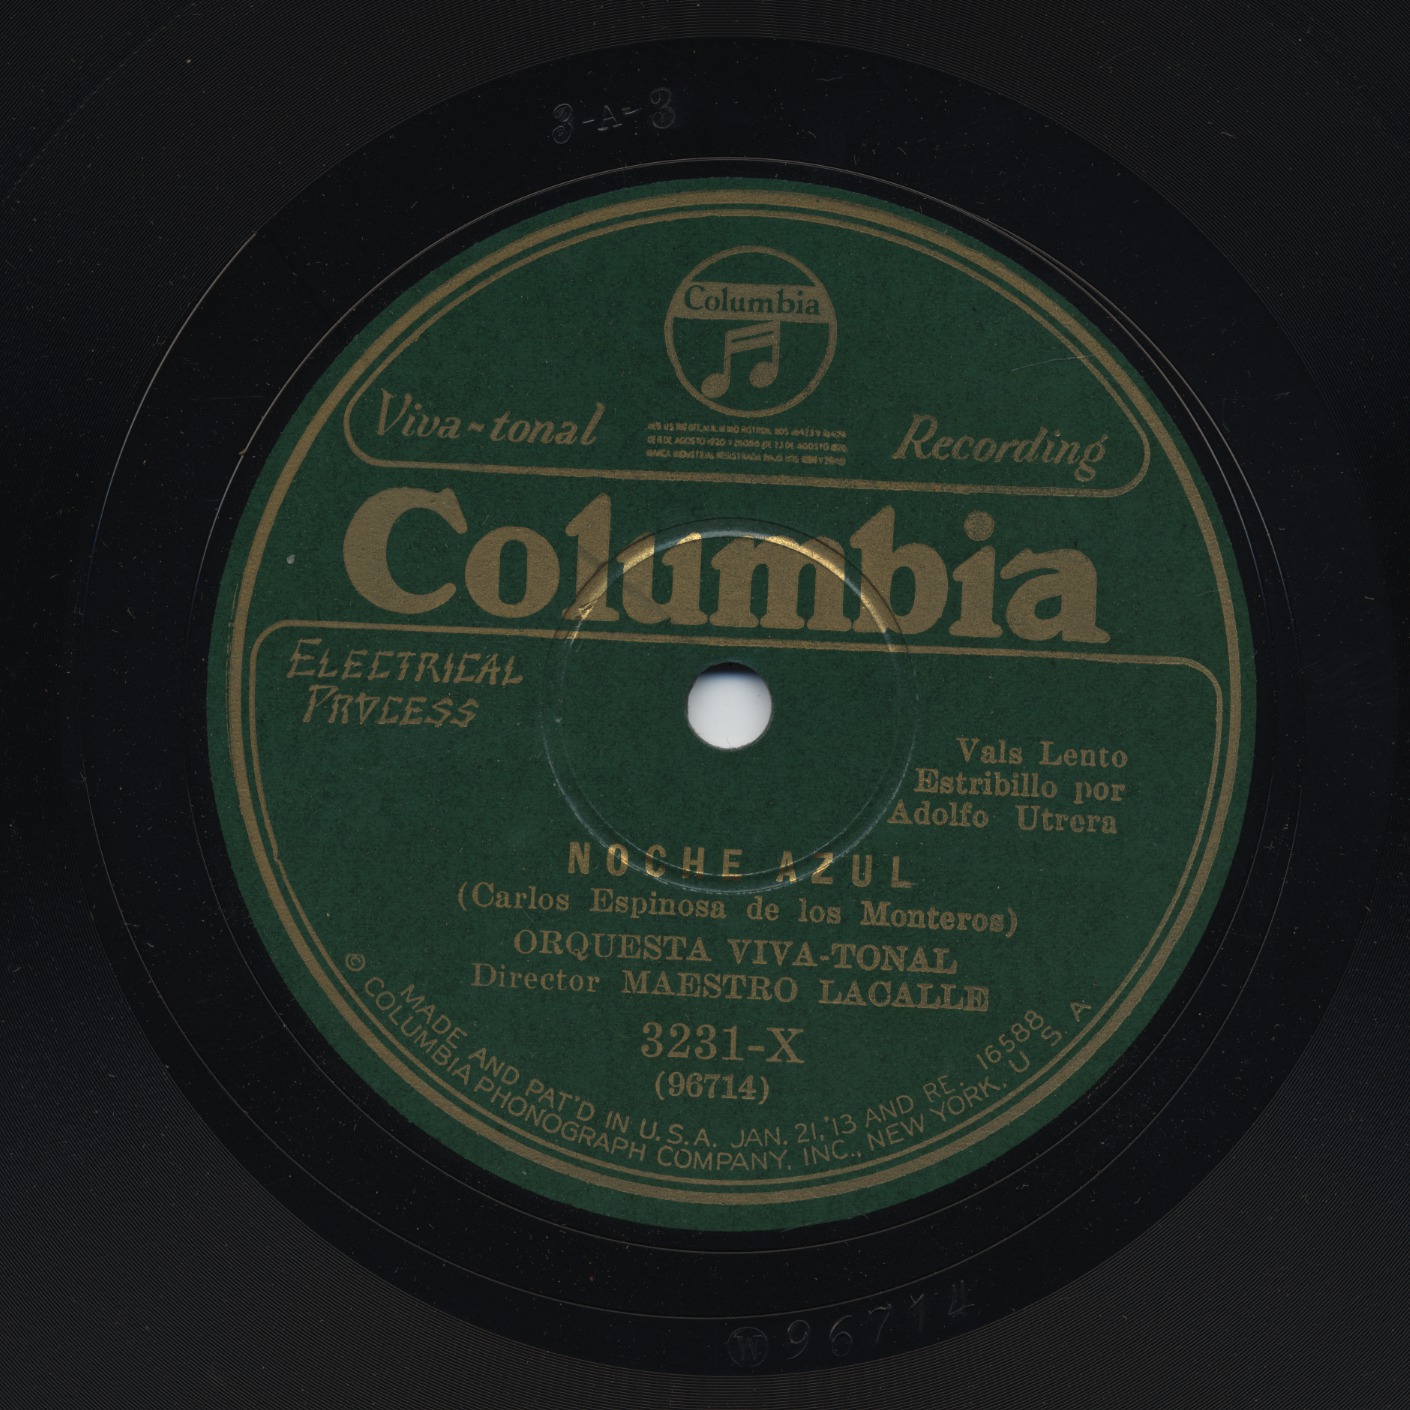 3-A-3
Columbia
Viva-tonal Recording
Columbia
ELECTRICAL
PROCESS
Vals Lento
Estribillo por
Adolfo Utrera
NOCHE AZUL
(Carlos Espinosa de los Monteros)
ORQUESTA VIVA-TONAL
Director MAESTRO LACALLE
3231-X
(96714)
MADE AND PAT'D IN U.S.A. JAN. 21,'13 AND RE. 16588
© COLUMBIA PHONOGRAPH COMPANY, INC., NEW YORK. U S. A.
W 96714